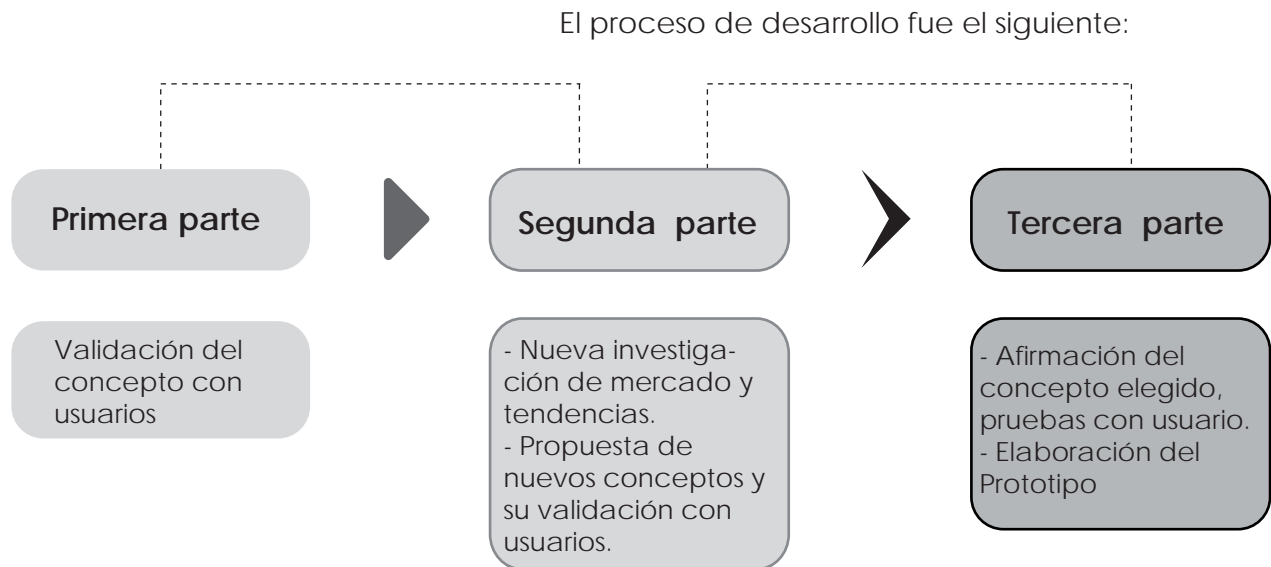 El proceso de desarrollo fue el siguiente:
Primera parte
Segunda parte
Tercera parte
Validación del
concepto con
usuarios
- Nueva investiga-
ción de mercado y
tendencias.
- Propuesta de
nuevos conceptos y
su validación con
usuarios.
- Afirmación del
concepto elegido,
pruebas con usuario.
- Elaboración del
Prototipo